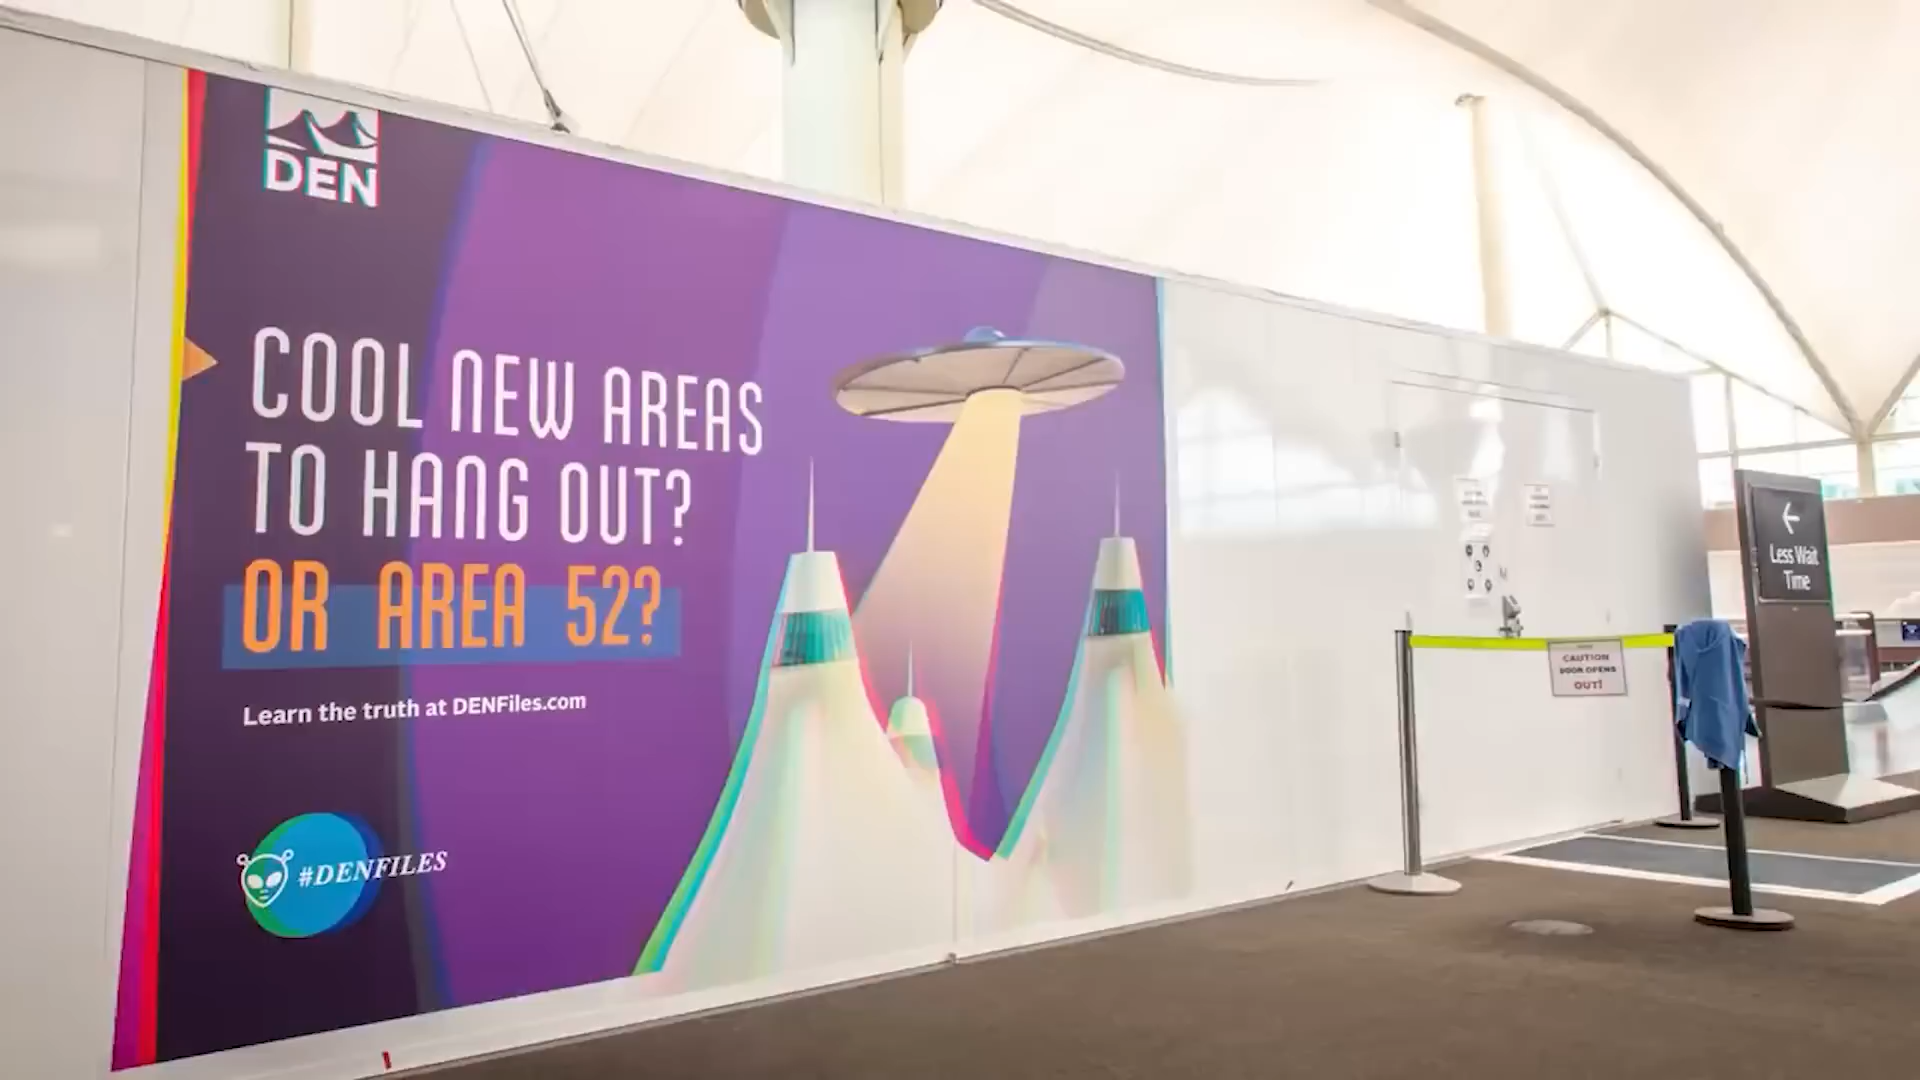 DEN
COOL NEW AREAS
TO HANG OUT?
OR AREA 52?
Learn the truth at DENFiles.com
#DENFILES
CAUTION
DOOR OPENS
OUT!
←
Less Wait
Time